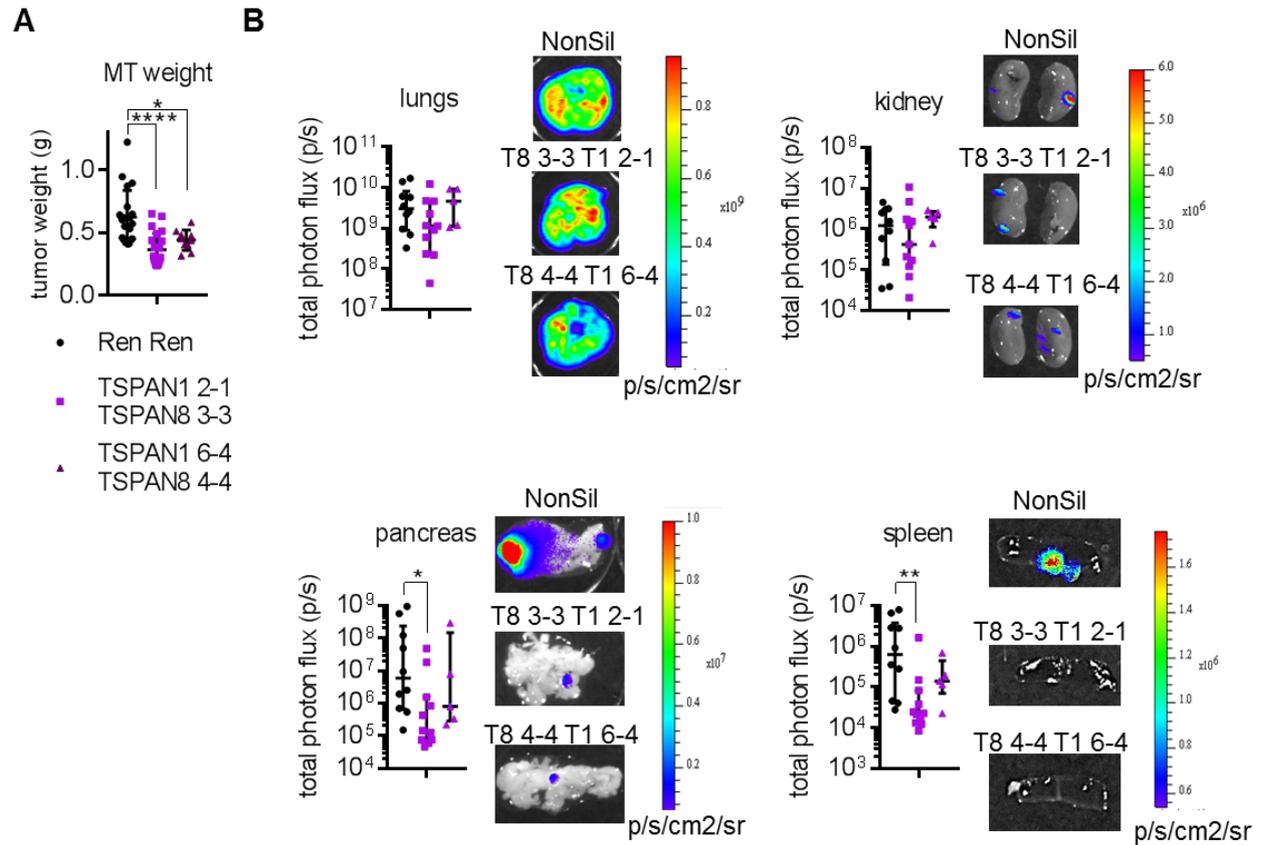 A
B
MT weight
*
****
tumor weight (g)
1.0
0.5
0.0
Ren Ren
TSPAN1 2-1
TSPAN8 3-3
TSPAN1 6-4
TSPAN8 4-4
lungs
total photon flux (p/s)
10^11
10^10
10^9
10^8
10^7
NonSil
T8 3-3 T1 2-1
T8 4-4 T1 6-4
0.8
0.6
0.4
0.2
x10^9
p/s/cm2/sr
kidney
total photon flux (p/s)
10^8
10^7
10^6
10^5
10^4
NonSil
T8 3-3 T1 2-1
T8 4-4 T1 6-4
6.0
5.0
4.0
3.0
2.0
1.0
x10^6
p/s/cm2/sr
pancreas
*
total photon flux (p/s)
10^9
10^8
10^7
10^6
10^5
10^4
NonSil
T8 3-3 T1 2-1
T8 4-4 T1 6-4
1.0
0.8
0.6
0.4
0.2
x10^7
p/s/cm2/sr
spleen
**
total photon flux (p/s)
10^7
10^6
10^5
10^4
10^3
NonSil
T8 3-3 T1 2-1
T8 4-4 T1 6-4
1.6
1.4
1.2
1.0
0.8
0.6
x10^6
p/s/cm2/sr